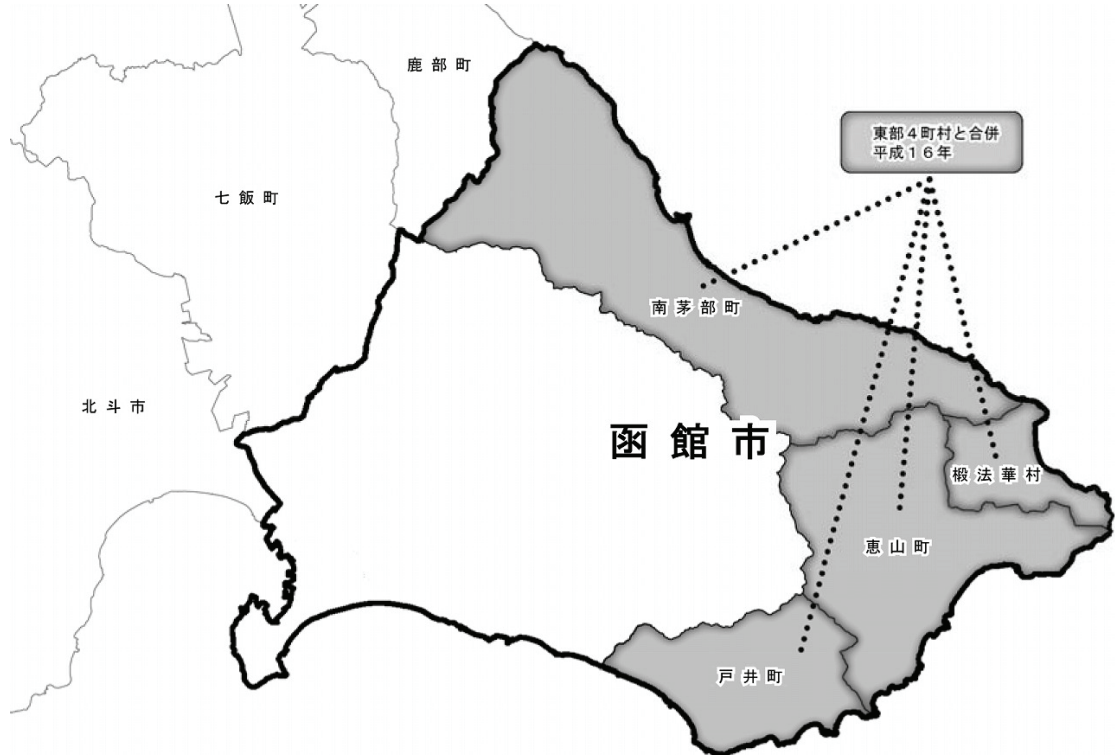 鹿部町
東部４町村と合併
平成１６年
七飯町
南茅部町
北斗市
函館市
椴法華村
恵山町
戸井町